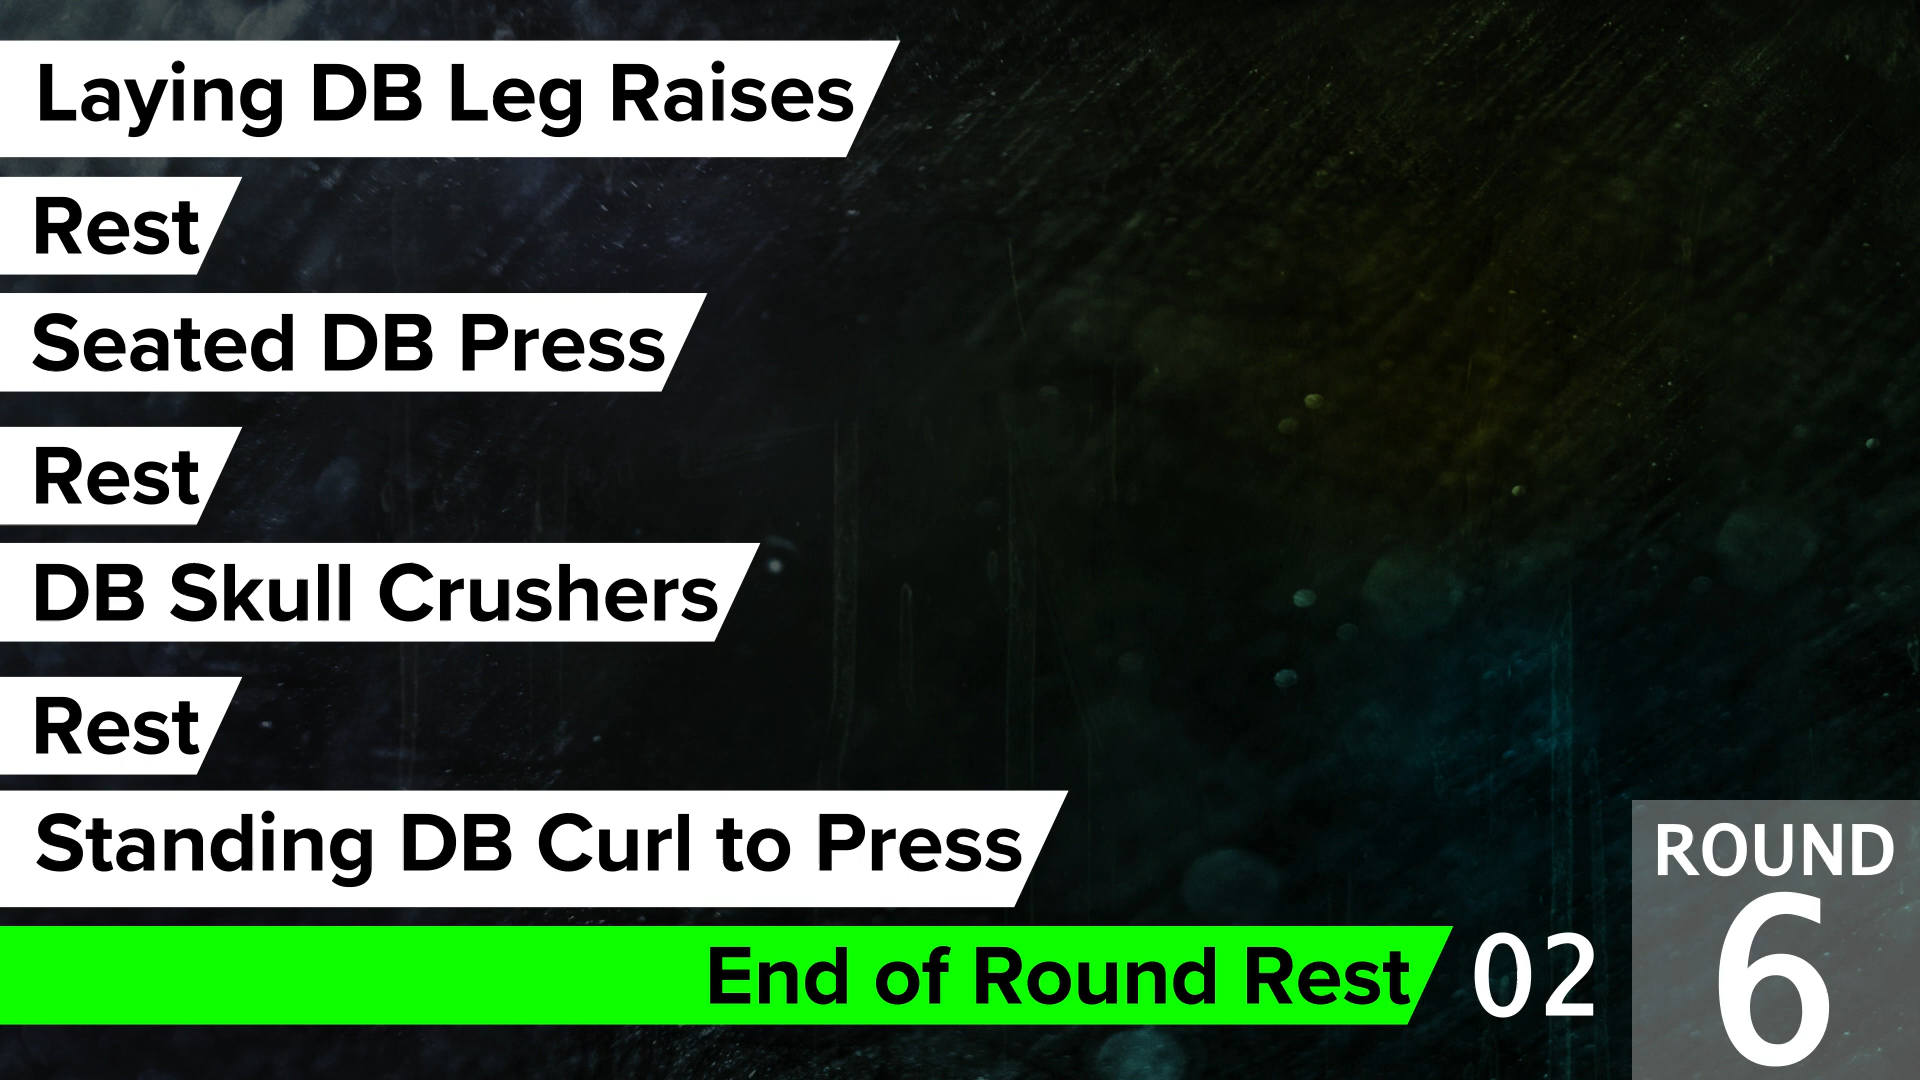 Laying DB Leg Raises
Rest
Seated DB Press
Rest
DB Skull Crushers
Rest
Standing DB Curl to Press
End of Round Rest 02
ROUND
6